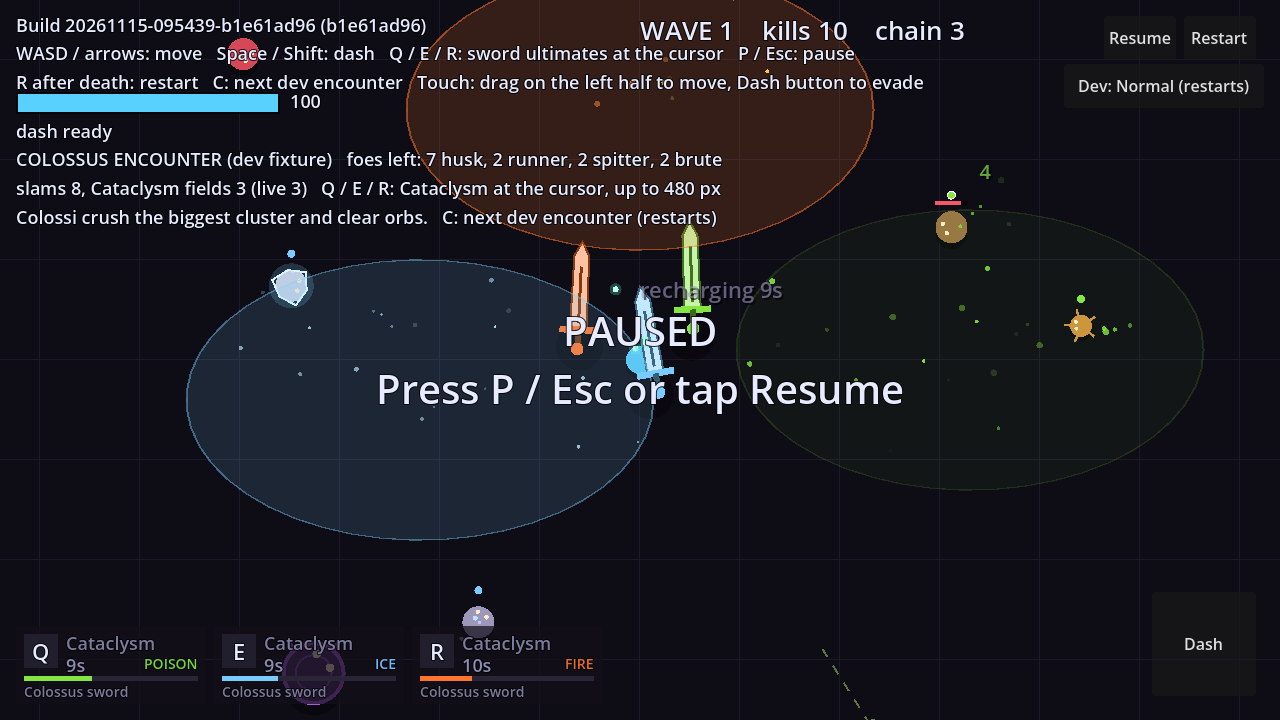 Build 20261115-095439-b1e61ad96 (b1e61ad96)
WAVE 1 kills 10 chain 3
Resume
Restart
WASD / arrows: move Space / Shift: dash Q / E / R: sword ultimates at the cursor P / Esc: pause
R after death: restart C: next dev encounter Touch: drag on the left half to move, Dash button to evade
Dev: Normal (restarts)
100
dash ready
COLOSSUS ENCOUNTER (dev fixture) foes left: 7 husk, 2 runner, 2 spitter, 2 brute
slams 8, Cataclysm fields 3 (live 3) Q / E / R: Cataclysm at the cursor, up to 480 px
Colossi crush the biggest cluster and clear orbs. C: next dev encounter (restarts)
4
recharging 9s
PAUSED
Press P / Esc or tap Resume
Q
Cataclysm
9s
POISON
Colossus sword
E
Cataclysm
9s
ICE
Colossus sword
R
Cataclysm
10s
FIRE
Colossus sword
Dash